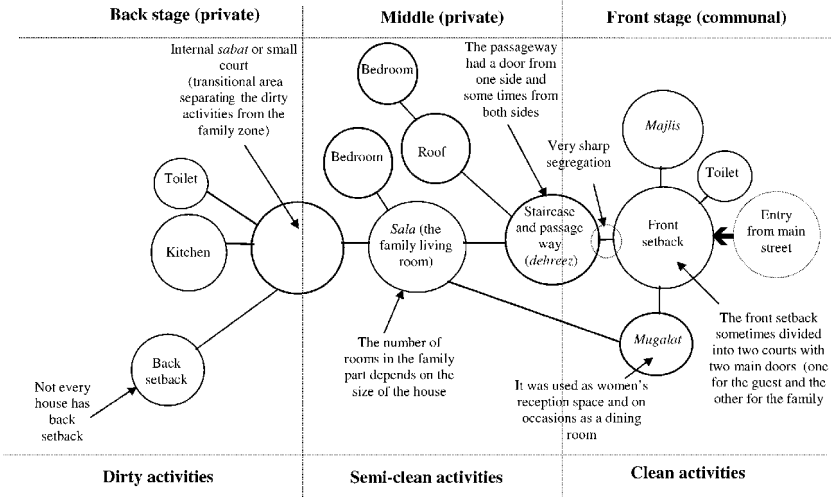 Back stage (private)
Middle (private)
Front stage (communal)
Internal sabat or small
court
(transitional area
separating the dirty
activities from the
family zone)
The passageway
had a door from
one side and
some times from
both sides
Bedroom
Bedroom
Roof
Very sharp
segregation
Majlis
Toilet
Toilet
Kitchen
Sala (the
family living
room)
Staircase
and passage
way
(dehreez)
Front
setback
Entry
from main
street
Back
setback
Not every
house has
back
setback
The number of
rooms in the family
part depends on the
size of the house
Mugalat
It was used as women's
reception space and on
occasions as a dining
room
The front setback
sometimes divided
into two courts with
two main doors (one
for the guest and the
other for the family
Dirty activities
Semi-clean activities
Clean activities